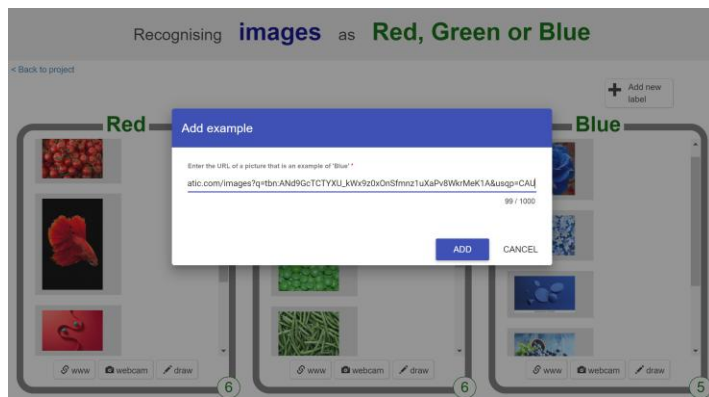 Recognising images as Red, Green or Blue
< Back to project
Add new
label
Red
Blue
Add example
Enter the URL of a picture that is an example of 'Blue' *
atic.com/images?q=tbn:ANd9GcTCTYXU_kWx9z0xOnSfmnz1uXaPv8WkrMeK1A&usqp=CAU
99 / 1000
ADD CANCEL
www webcam draw
www webcam draw
www webcam draw
6
6
5